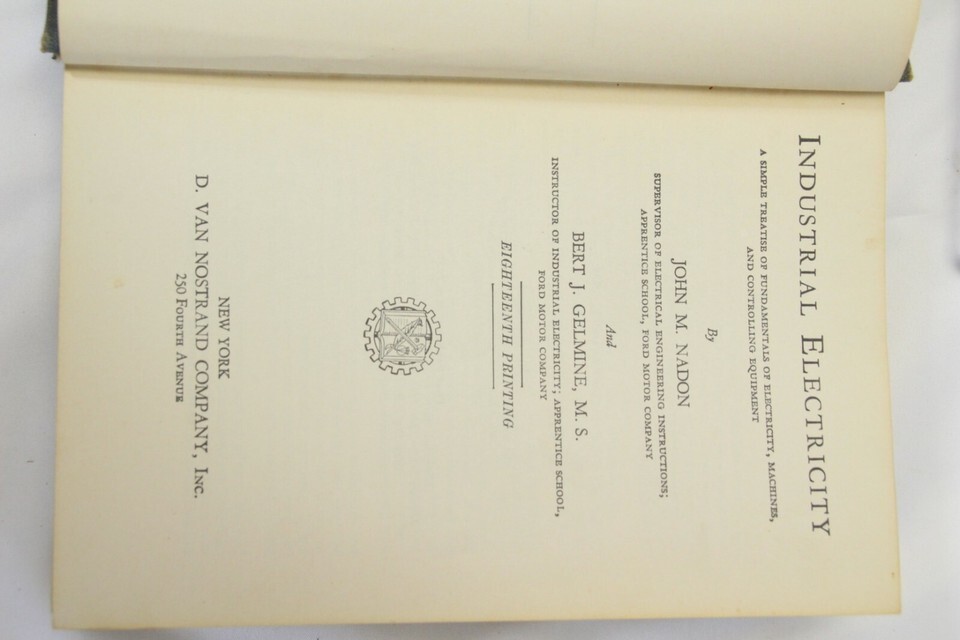 INDUSTRIAL ELECTRICITY
A SIMPLE TREATISE OF FUNDAMENTALS OF ELECTRICITY, MACHINES,
AND CONTROLLING EQUIPMENT
By
JOHN M. NADON
SUPERVISOR OF ELECTRICAL ENGINEERING INSTRUCTIONS;
APPRENTICE SCHOOL, FORD MOTOR COMPANY
And
BERT J. GELMINE, M. S.
INSTRUCTOR OF INDUSTRIAL ELECTRICITY; APPRENTICE SCHOOL,
FORD MOTOR COMPANY
EIGHTEENTH PRINTING
NEW YORK
D. VAN NOSTRAND COMPANY, INC.
250 FOURTH AVENUE